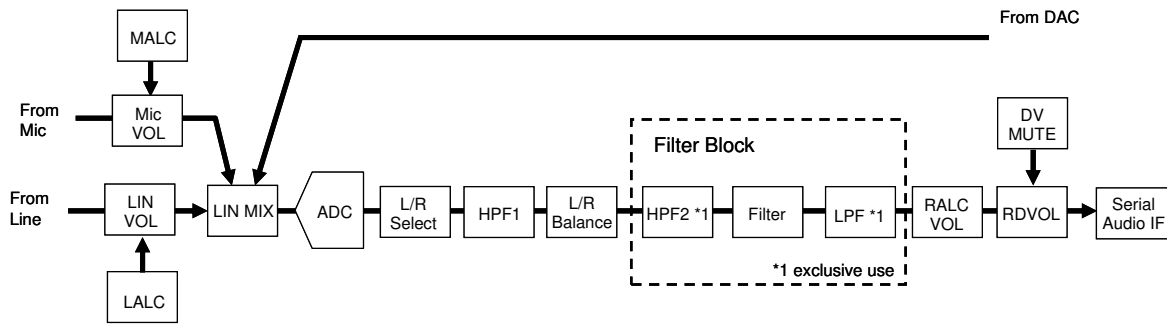 From DAC
MALC
From
Mic
Mic
VOL
DV
MUTE
Filter Block
From
Line
LIN
VOL
LIN MIX
ADC
L/R
Select
HPF1
L/R
Balance
HPF2 *1
Filter
LPF *1
RALC
VOL
RDVOL
Serial
Audio IF
*1 exclusive use
LALC